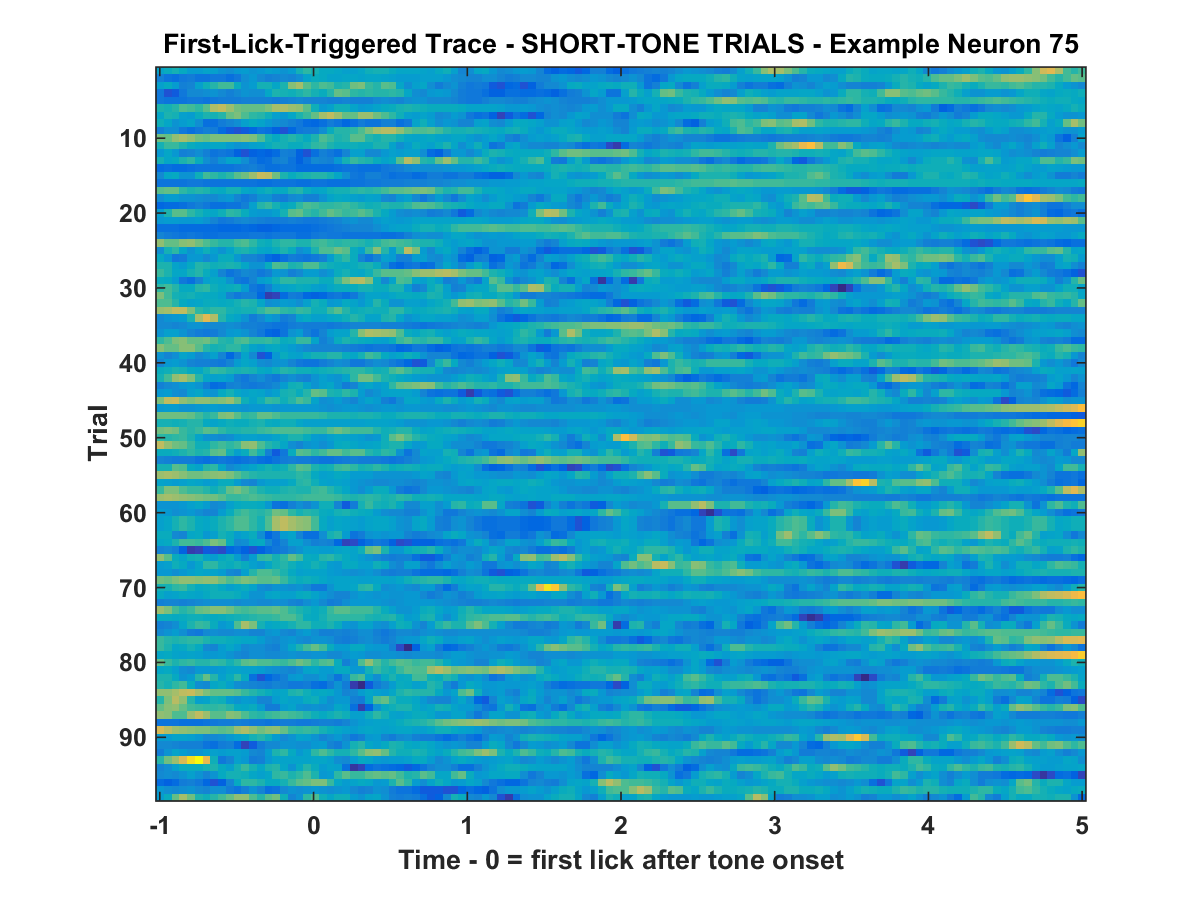 First-Lick-Triggered Trace - SHORT-TONE TRIALS - Example Neuron 75
10
20
30
40
50
60
70
80
90
Trial
-1 0 1 2 3 4 5
Time - 0 = first lick after tone onset